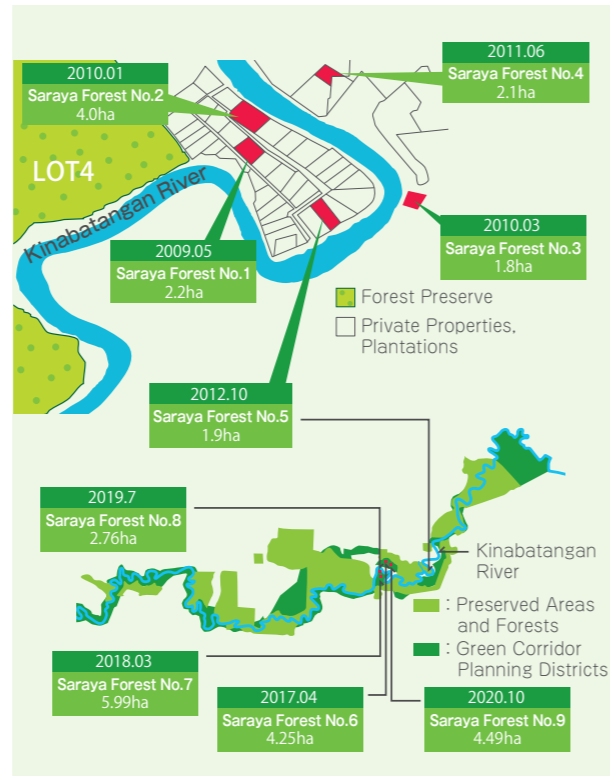 2011.06
Saraya Forest No.4
2.1ha
2010.01
Saraya Forest No.2
4.0ha
LOT4
Kinabatangan River
2010.03
Saraya Forest No.3
1.8ha
2009.05
Saraya Forest No.1
2.2ha
Forest Preserve
Private Properties,
Plantations
2012.10
Saraya Forest No.5
1.9ha
2019.7
Saraya Forest No.8
2.76ha
Kinabatangan
River
: Preserved Areas
and Forests
: Green Corridor
Planning Districts
2018.03
Saraya Forest No.7
5.99ha
2017.04
Saraya Forest No.6
4.25ha
2020.10
Saraya Forest No.9
4.49ha